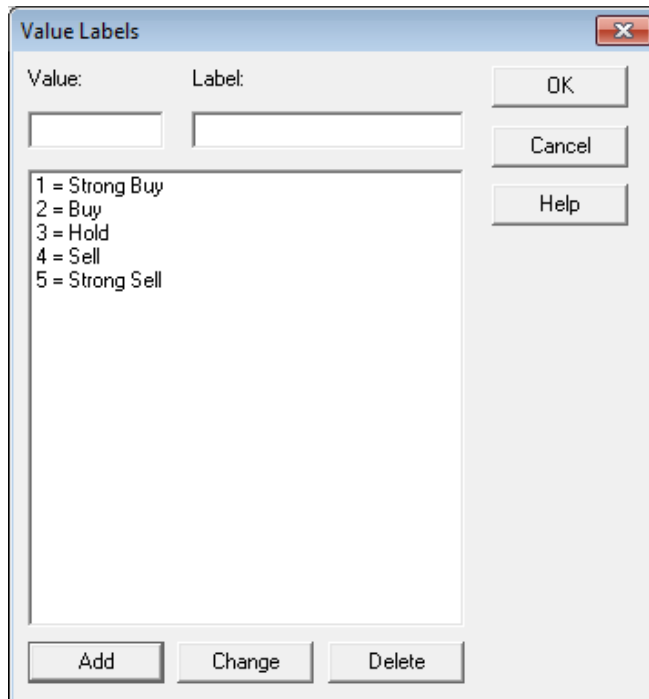 Value Labels
Value: Label:
OK
Cancel
Help
1 = Strong Buy
2 = Buy
3 = Hold
4 = Sell
5 = Strong Sell
Add Change Delete